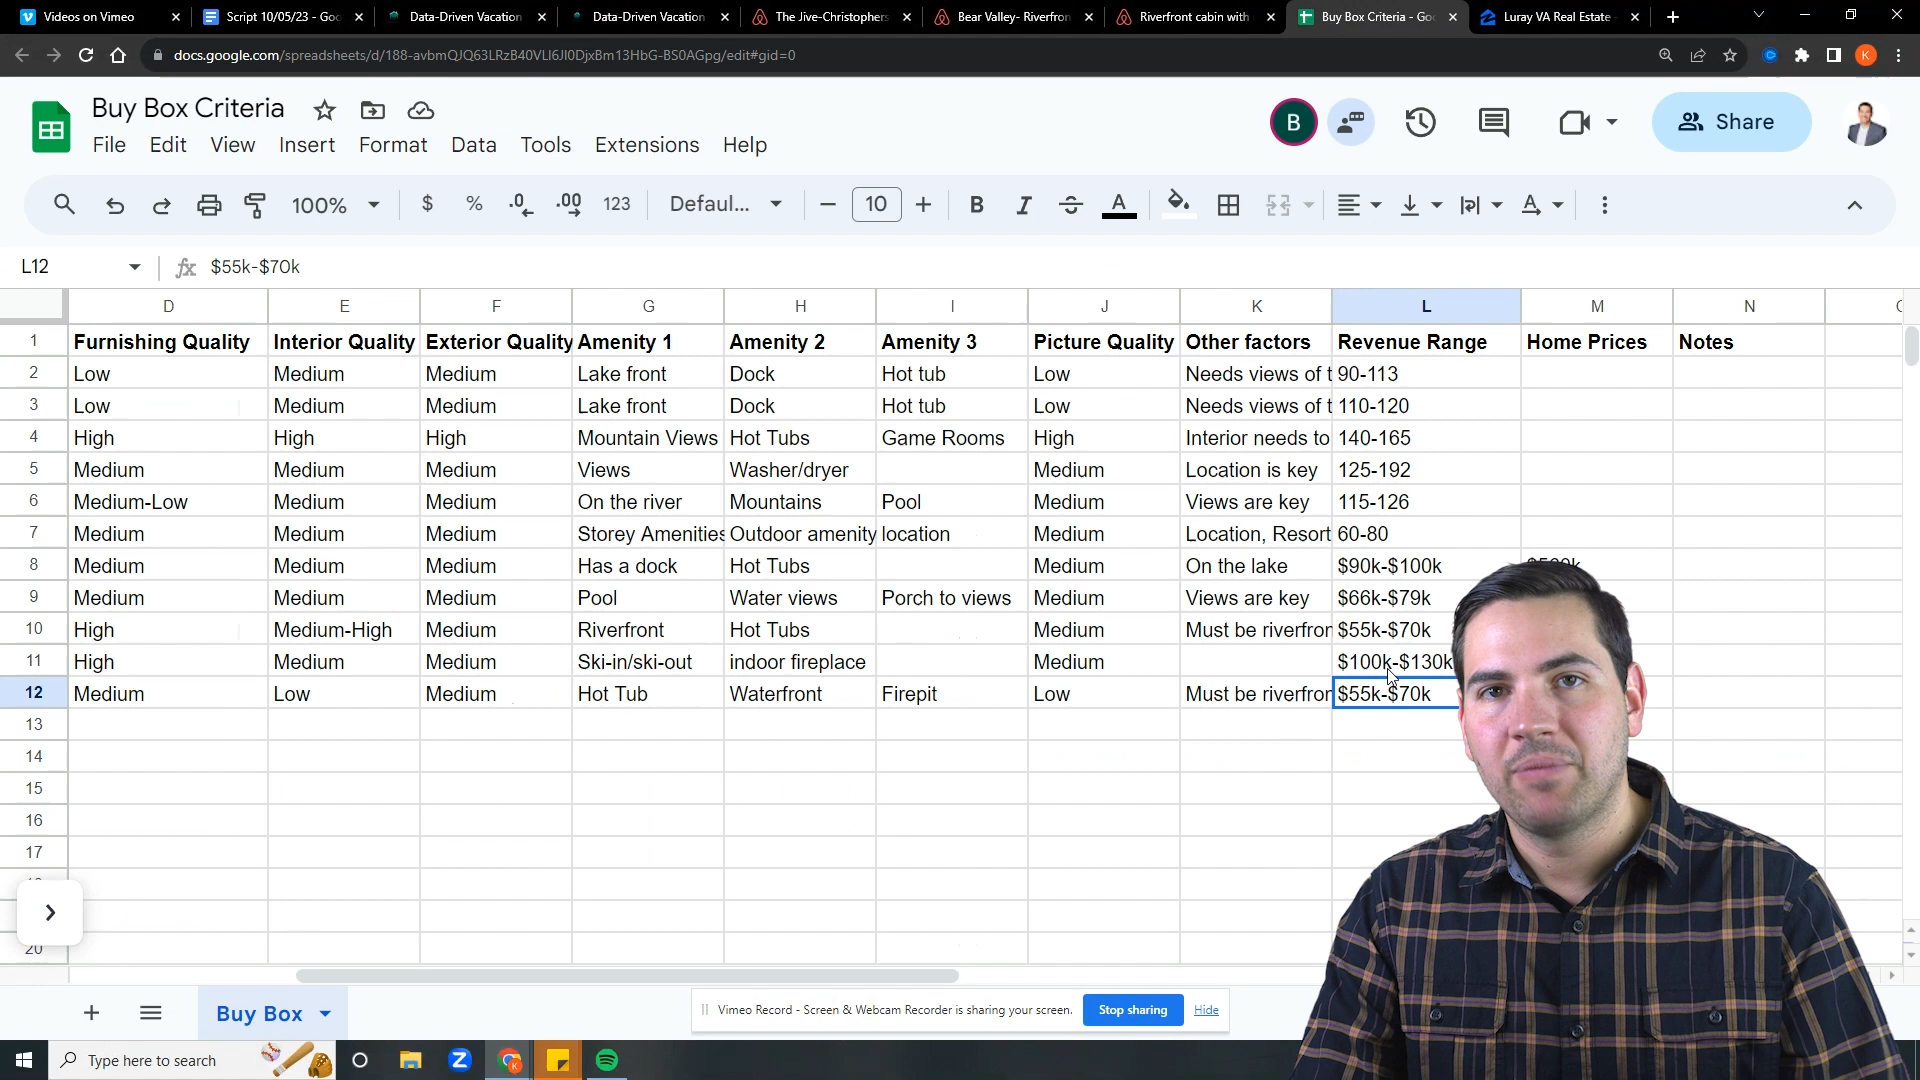 Videos on Vimeo
Script 10/05/23 - Goo
Data-Driven Vacation
Data-Driven Vacation
The Jive-Christophers
Bear Valley- Riverfron
Riverfront cabin with
Buy Box Criteria - Goo
Luray VA Real Estate -
docs.google.com/spreadsheets/d/188-avbmQJQ63LRzB40VLI6JI0DjxBm13HbG-BS0AGpg/edit#gid=0
K
Buy Box Criteria
B
Share
File Edit View Insert Format Data Tools Extensions Help
100% $ % .0 .00 123 Defaul... 10 B I S A A
L12 fx $55k-$70k
D E F G H I J K L M N
1 Furnishing Quality Interior Quality Exterior Quality Amenity 1 Amenity 2 Amenity 3 Picture Quality Other factors Revenue Range Home Prices Notes
2 Low Medium Medium Lake front Dock Hot tub Low Needs views of t 90-113
3 Low Medium Medium Lake front Dock Hot tub Low Needs views of t 110-120
4 High High High Mountain Views Hot Tubs Game Rooms High Interior needs to 140-165
5 Medium Medium Medium Views Washer/dryer Medium Location is key 125-192
6 Medium-Low Medium Medium On the river Mountains Pool Medium Views are key 115-126
7 Medium Medium Medium Storey Amenities Outdoor amenity location Medium Location, Resort 60-80
8 Medium Medium Medium Has a dock Hot Tubs Medium On the lake $90k-$100k
9 Medium Medium Medium Pool Water views Porch to views Medium Views are key $66k-$79k
10 High Medium-High Medium Riverfront Hot Tubs Medium Must be riverfron $55k-$70k
11 High Medium Medium Ski-in/ski-out indoor fireplace Medium $100k-$130k
12 Medium Low Medium Hot Tub Waterfront Firepit Low Must be riverfron $55k-$70k
13
14
15
16
17
20
Buy Box
Vimeo Record - Screen & Webcam Recorder is sharing your screen. Stop sharing Hide
Type here to search